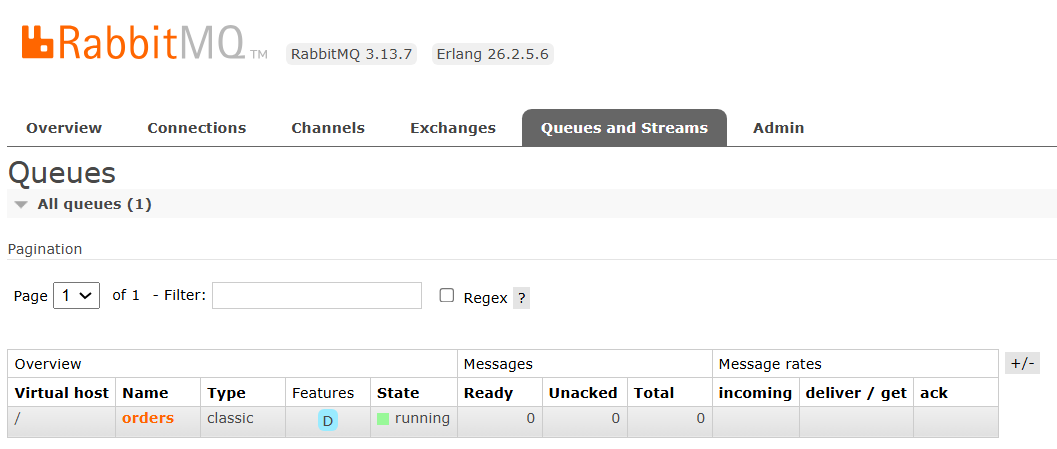 RabbitMQ TM RabbitMQ 3.13.7 Erlang 26.2.5.6
Overview Connections Channels Exchanges Queues and Streams Admin
Queues
All queues (1)
Pagination
Page 1 of 1 - Filter: Regex ?
Overview Messages Message rates +/-
Virtual host Name Type Features State Ready Unacked Total incoming deliver / get ack
/ orders classic D running 0 0 0